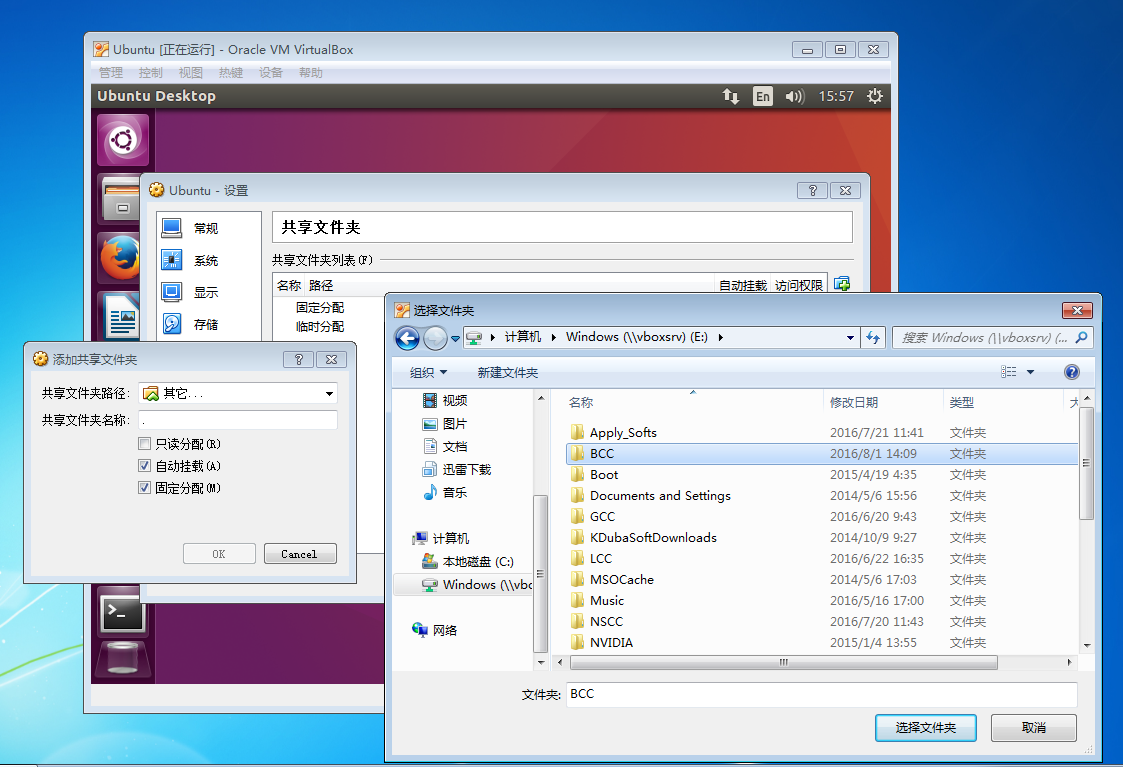 Ubuntu [正在运行] - Oracle VM VirtualBox
管理 控制 视图 热键 设备 帮助
Ubuntu Desktop En 15:57
Ubuntu - 设置
常规
系统
显示
存储
共享文件夹
共享文件夹列表(F)
名称 路径 自动挂载 访问权限
固定分配
临时分配
添加共享文件夹
共享文件夹路径: 其它...
共享文件夹名称: .
只读分配(R)
自动挂载(A)
固定分配(M)
OK Cancel
选择文件夹
计算机 Windows (\\vboxsrv) (E:) 搜索 Windows (\\vboxsrv) (...
组织 新建文件夹
视频
图片
文档
迅雷下载
音乐
计算机
本地磁盘 (C:)
Windows (\\vbo
网络
名称 修改日期 类型 大
Apply_Softs 2016/7/21 11:41 文件夹
BCC 2016/8/1 14:09 文件夹
Boot 2015/4/19 4:35 文件夹
Documents and Settings 2014/5/6 15:56 文件夹
GCC 2016/6/20 9:43 文件夹
KDubaSoftDownloads 2014/10/9 9:27 文件夹
LCC 2016/6/22 16:35 文件夹
MSOCache 2014/5/6 17:03 文件夹
Music 2016/5/16 17:00 文件夹
NSCC 2016/7/20 11:43 文件夹
NVIDIA 2015/1/4 13:55 文件夹
文件夹: BCC
选择文件夹 取消